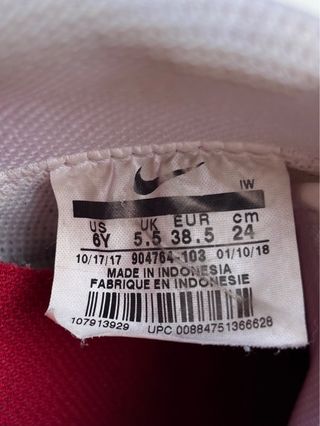 IW
US UK EUR cm
6Y 5.5 38.5 24
10/17/17 904764-103 01/10/18
MADE IN INDONESIA
FABRIQUE EN INDONESIE
107913929 UPC 00884751366628